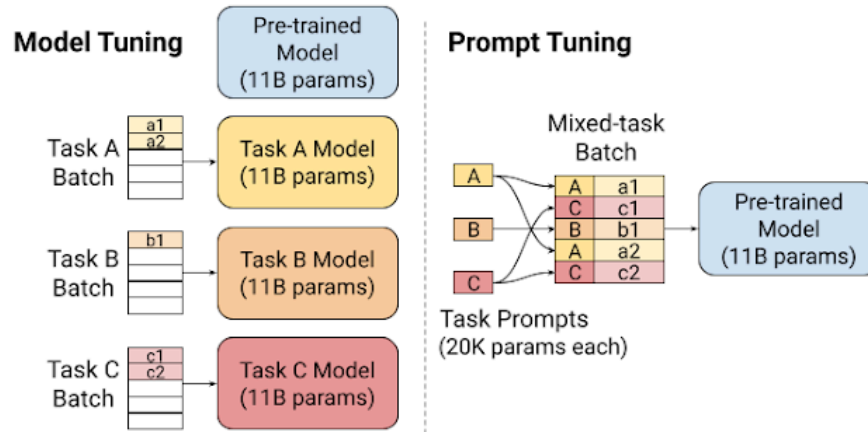 Model Tuning
Pre-trained
Model
(11B params)
Task A
Batch
a1
a2
Task A Model
(11B params)
Task B
Batch
b1
Task B Model
(11B params)
Task C
Batch
c1
c2
Task C Model
(11B params)
Prompt Tuning
Mixed-task
Batch
A
B
C
A a1
C c1
B b1
A a2
C c2
Task Prompts
(20K params each)
Pre-trained
Model
(11B params)